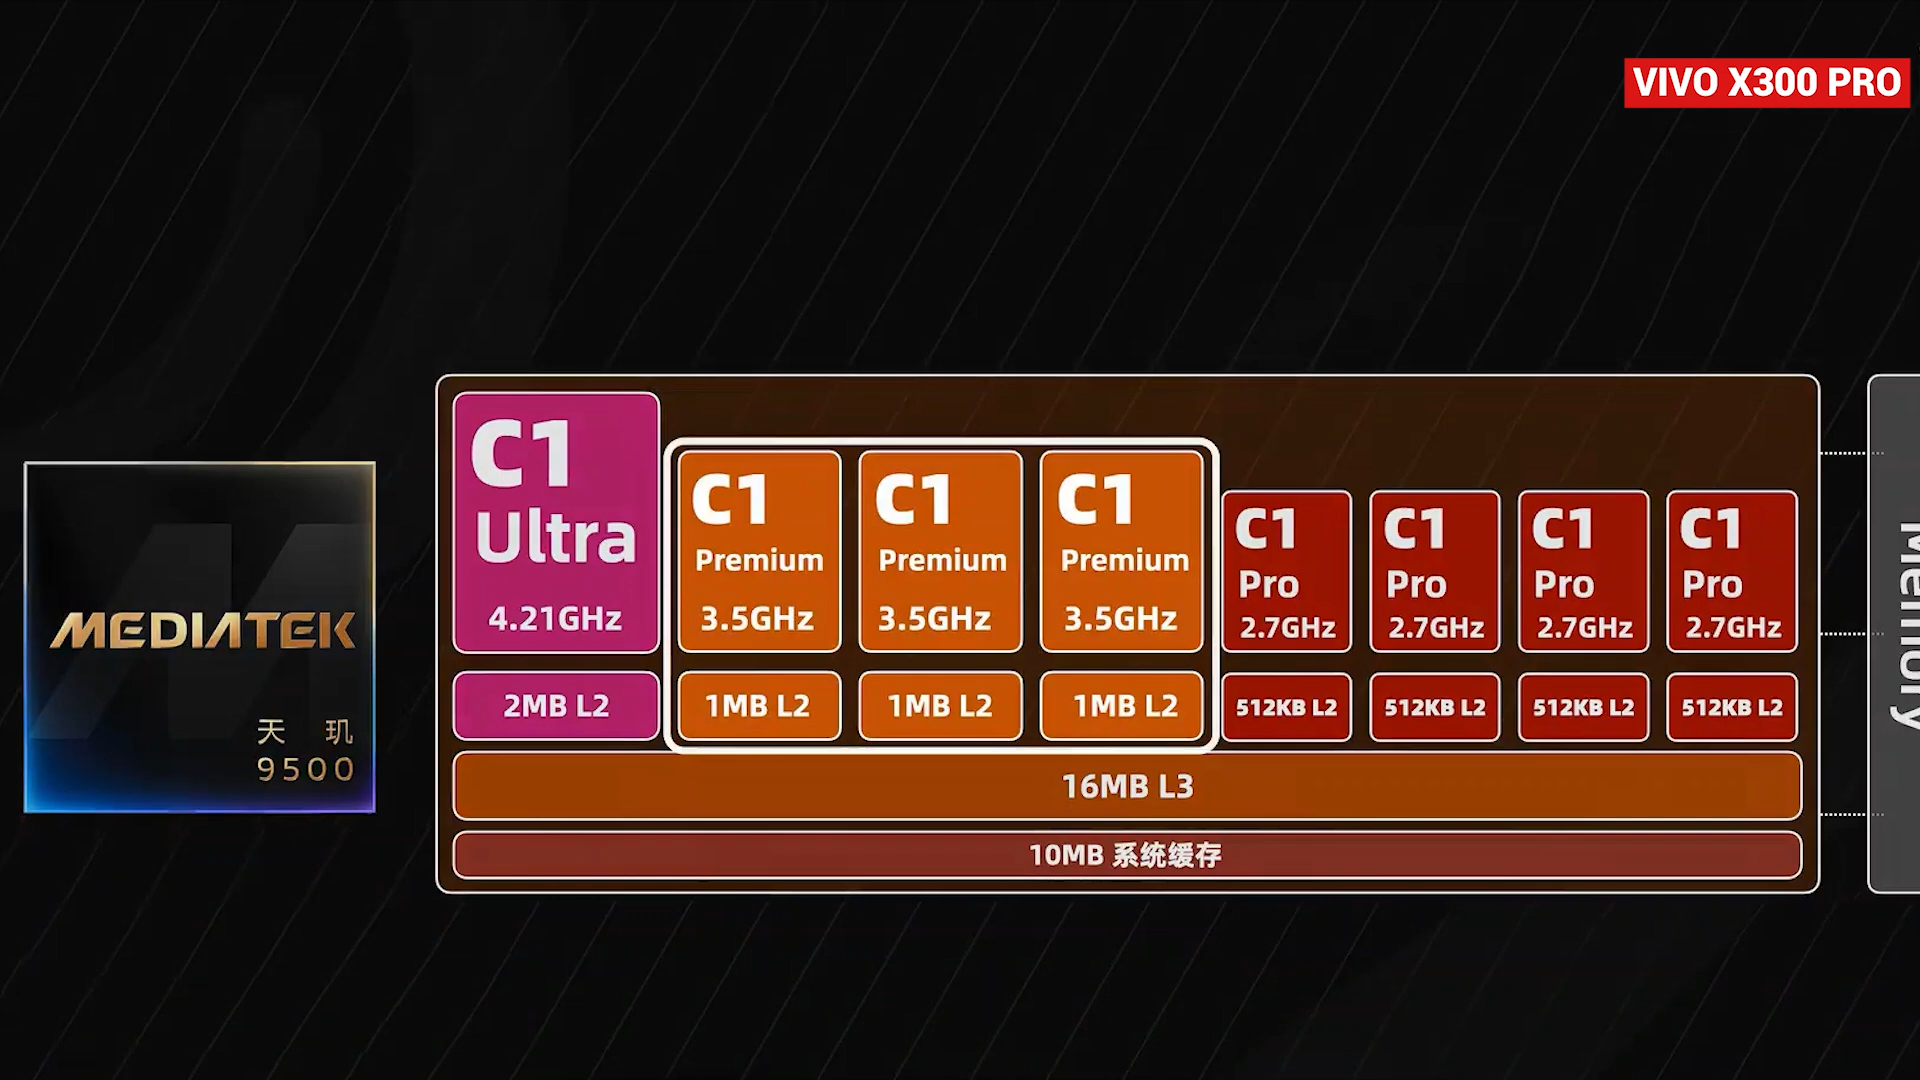 VIVO X300 PRO
MEDIATEK
天玑
9500
C1
Ultra
4.21GHz
2MB L2
C1
Premium
3.5GHz
1MB L2
C1
Premium
3.5GHz
1MB L2
C1
Premium
3.5GHz
1MB L2
C1
Pro
2.7GHz
512KB L2
C1
Pro
2.7GHz
512KB L2
C1
Pro
2.7GHz
512KB L2
C1
Pro
2.7GHz
512KB L2
16MB L3
10MB 系统缓存
Memory